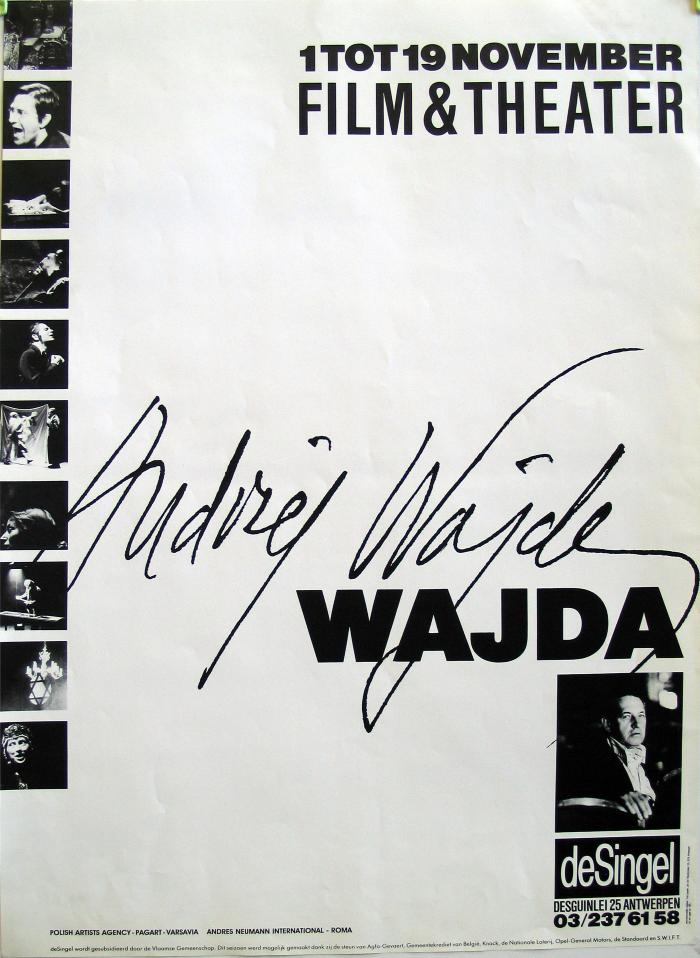 1 TOT 19 NOVEMBER
FILM & THEATER
Andrzej Wajda
WAJDA
deSingel
DESGUINLEI 25 ANTWERPEN
03/237 61 58
POLISH ARTISTS AGENCY - PAGART - VARSAVIA ANDRES NEUMANN INTERNATIONAL - ROMA
deSingel wordt gesubsidieerd door de Vlaamse Gemeenschap. Dit seizoen werd mogelijk gemaakt dank zij de steun van Agfa-Gevaert, Gemeentekrediet van België, Knack, de Nationale Loterij, Opel-General Motors, de Standaard en S.W.I.F.T.